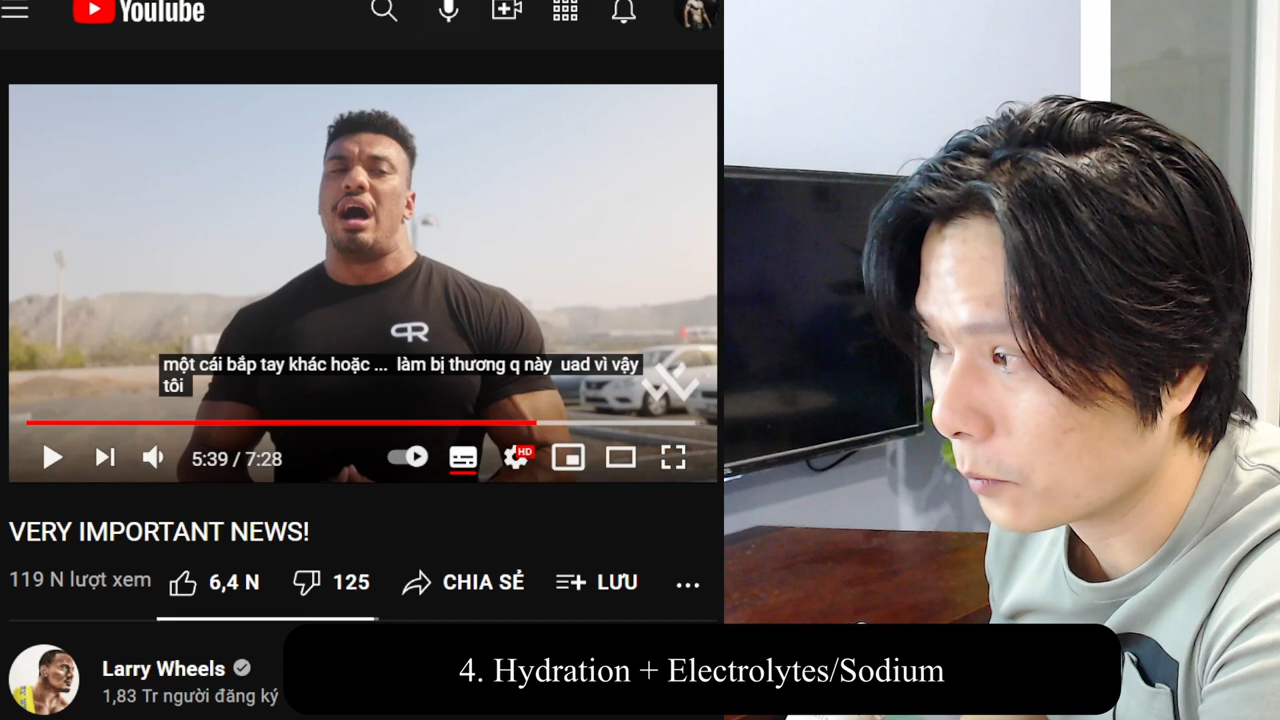 YouTube
PR
một cái bắp tay khác hoặc ... làm bị thương q này uad vì vậy
tôi
5:39 / 7:28
HD
VERY IMPORTANT NEWS!
119 N lượt xem
6,4 N
125
CHIA SẺ
LƯU
Larry Wheels
1,83 Tr người đăng ký
4. Hydration + Electrolytes/Sodium